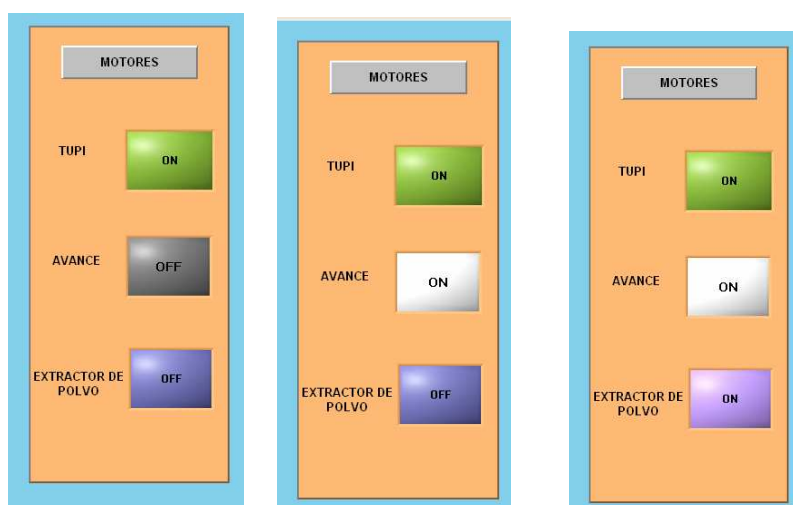 MOTORES
TUPI
ON
AVANCE
OFF
EXTRACTOR DE
POLVO
OFF
MOTORES
TUPI
ON
AVANCE
ON
EXTRACTOR DE
POLVO
OFF
MOTORES
TUPI
ON
AVANCE
ON
EXTRACTOR DE
POLVO
ON